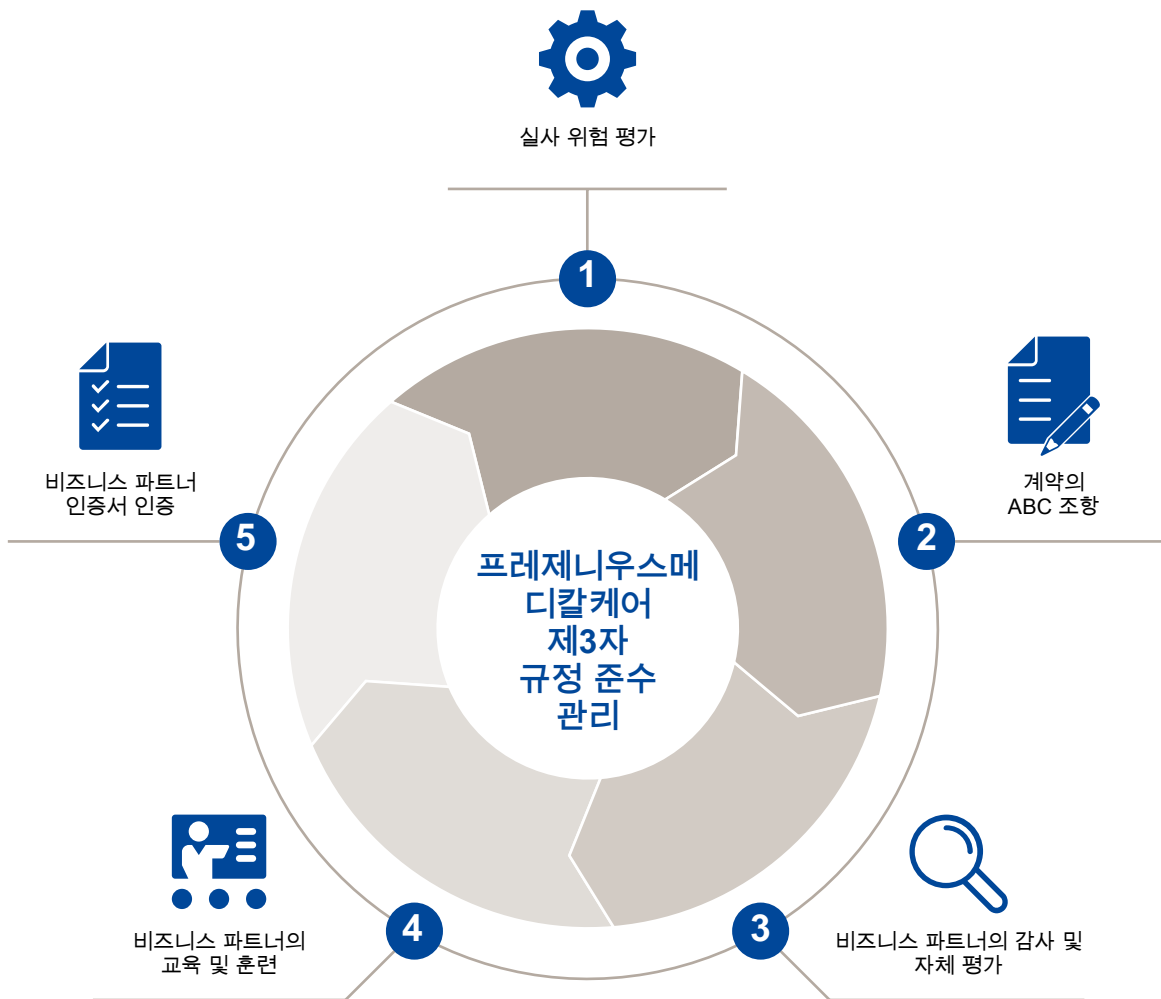 실사 위험 평가
1
계약의
ABC 조항
2
비즈니스 파트너의 감사 및
자체 평가
3
비즈니스 파트너의
교육 및 훈련
4
비즈니스 파트너
인증서 인증
5
프레제니우스메
디칼케어
제3자
규정 준수
관리